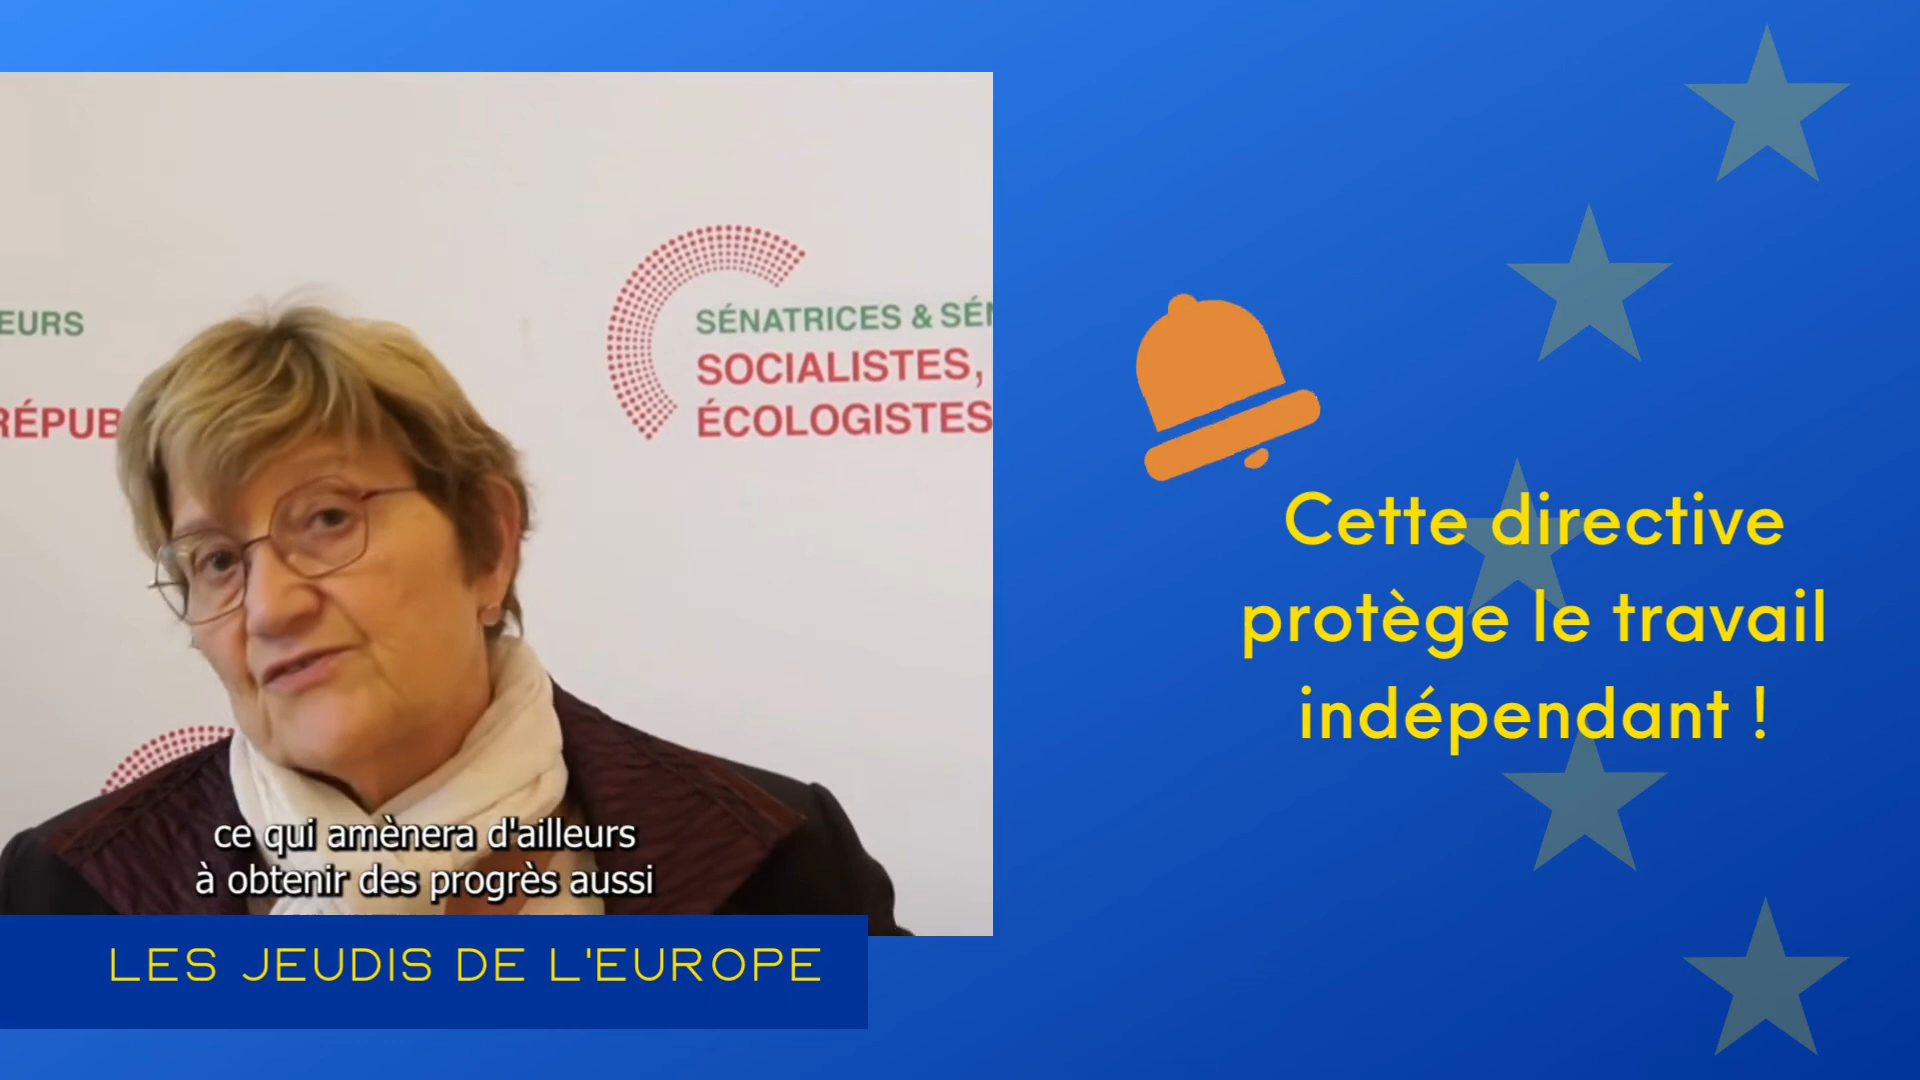 EURS
RÉPUB
SÉNATRICES & SÉN
SOCIALISTES,
ÉCOLOGISTES
ce qui amènera d'ailleurs
à obtenir des progrès aussi
LES JEUDIS DE L'EUROPE
Cette directive
protège le travail
indépendant !